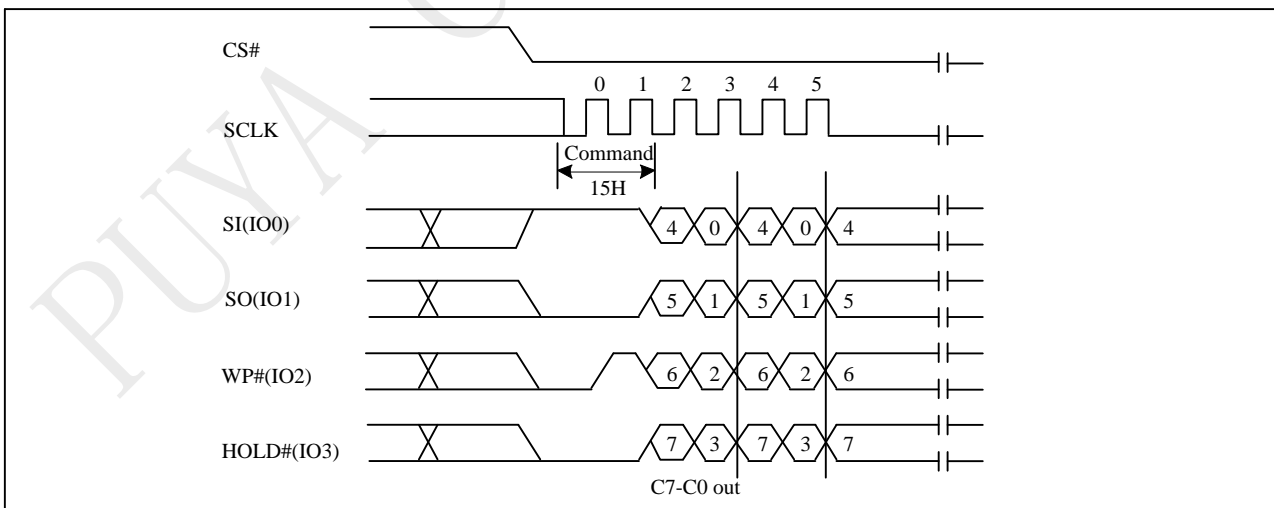 PUYA C
CS#
0 1 2 3 4 5
SCLK
Command
15H
SI(IO0) 4 0 4 0 4
SO(IO1) 5 1 5 1 5
WP#(IO2) 6 2 6 2 6
HOLD#(IO3) 7 3 7 3 7
C7-C0 out